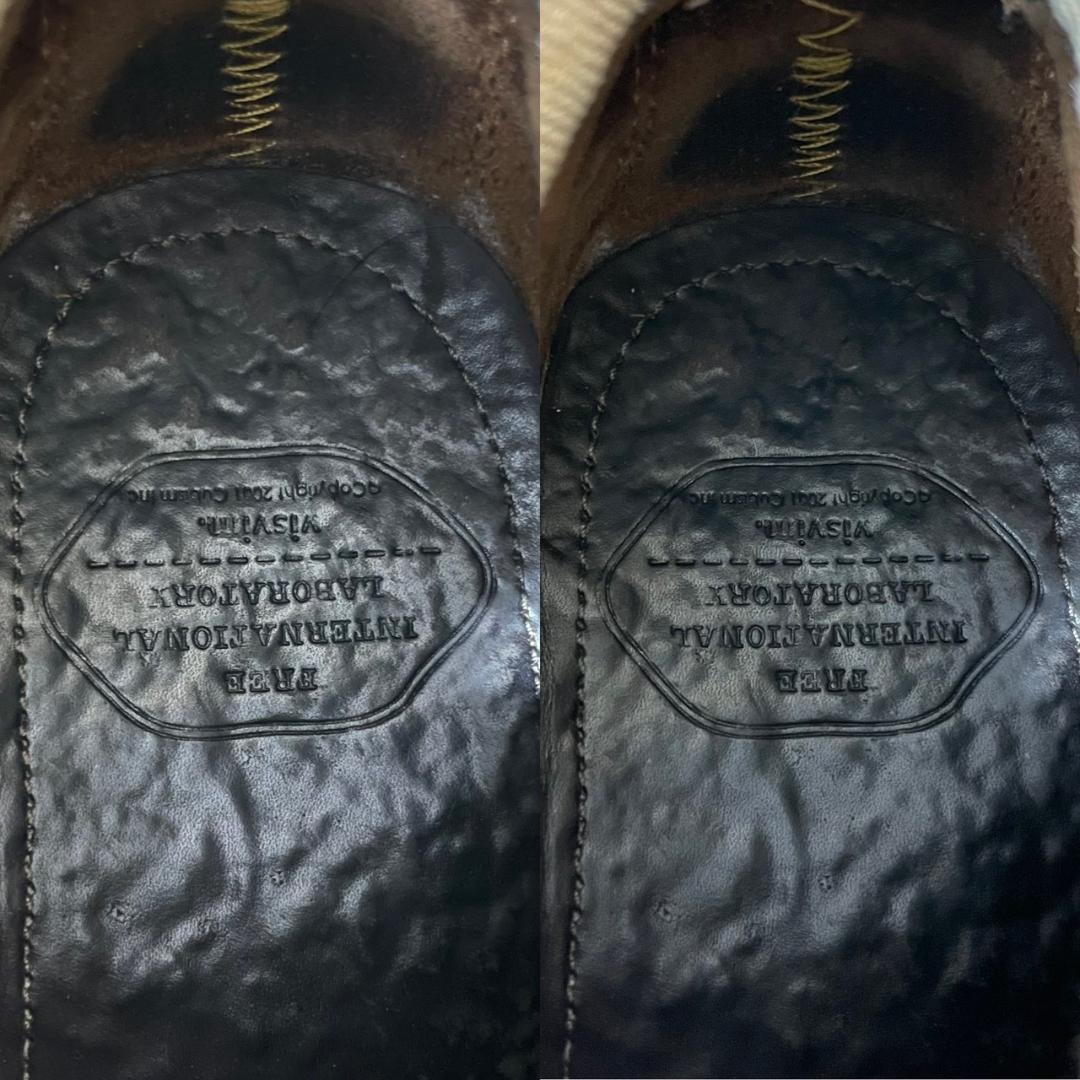 FREE
INTERNATIONAL
LABORATORY
visvim.
©Copyright 2001 Cubism inc.
FREE
INTERNATIONAL
LABORATORY
visvim.
©Copyright 2001 Cubism inc.